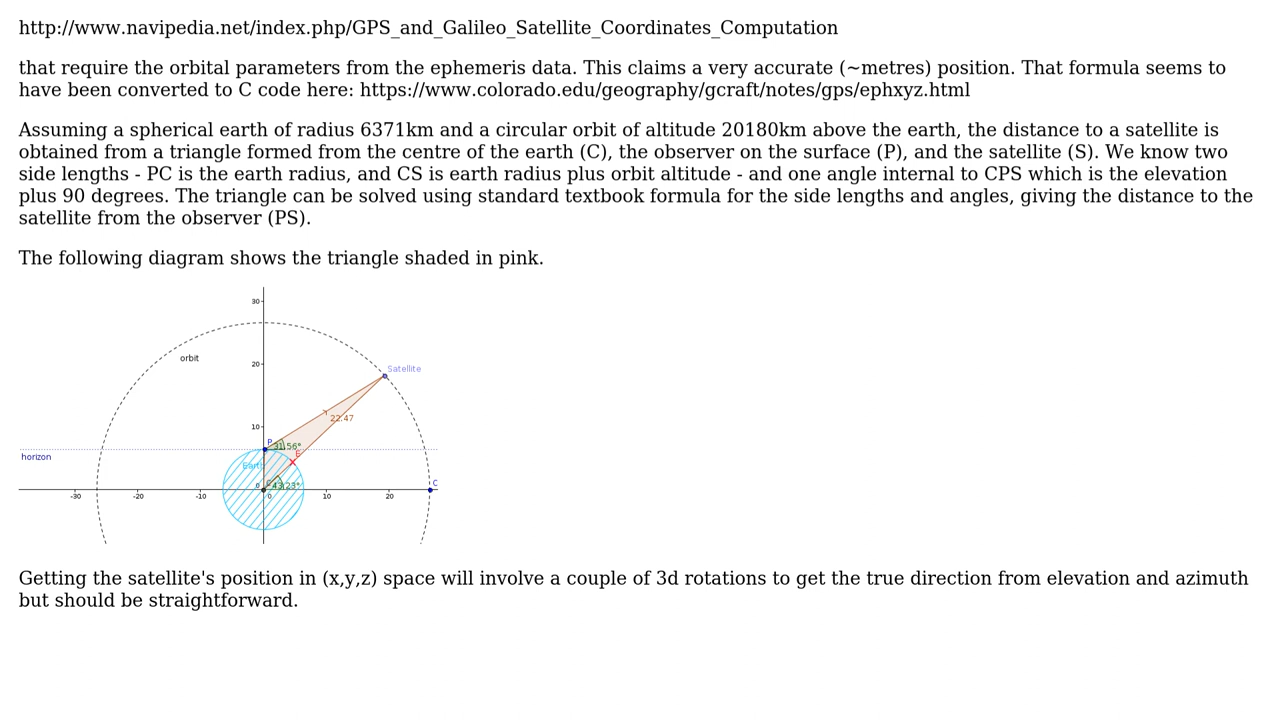 http://www.navipedia.net/index.php/GPS_and_Galileo_Satellite_Coordinates_Computation
that require the orbital parameters from the ephemeris data. This claims a very accurate (~metres) position. That formula seems to
have been converted to C code here: https://www.colorado.edu/geography/gcraft/notes/gps/ephxyz.html
Assuming a spherical earth of radius 6371km and a circular orbit of altitude 20180km above the earth, the distance to a satellite is
obtained from a triangle formed from the centre of the earth (C), the observer on the surface (P), and the satellite (S). We know two
side lengths - PC is the earth radius, and CS is earth radius plus orbit altitude - and one angle internal to CPS which is the elevation
plus 90 degrees. The triangle can be solved using standard textbook formula for the side lengths and angles, giving the distance to the
satellite from the observer (PS).
The following diagram shows the triangle shaded in pink.
30
orbit
20
Satellite
22.47
10
P
31.56°
E
horizon
Earth
0
C
43.23°
O
-30 -20 -10 0 10 20
Getting the satellite's position in (x,y,z) space will involve a couple of 3d rotations to get the true direction from elevation and azimuth
but should be straightforward.